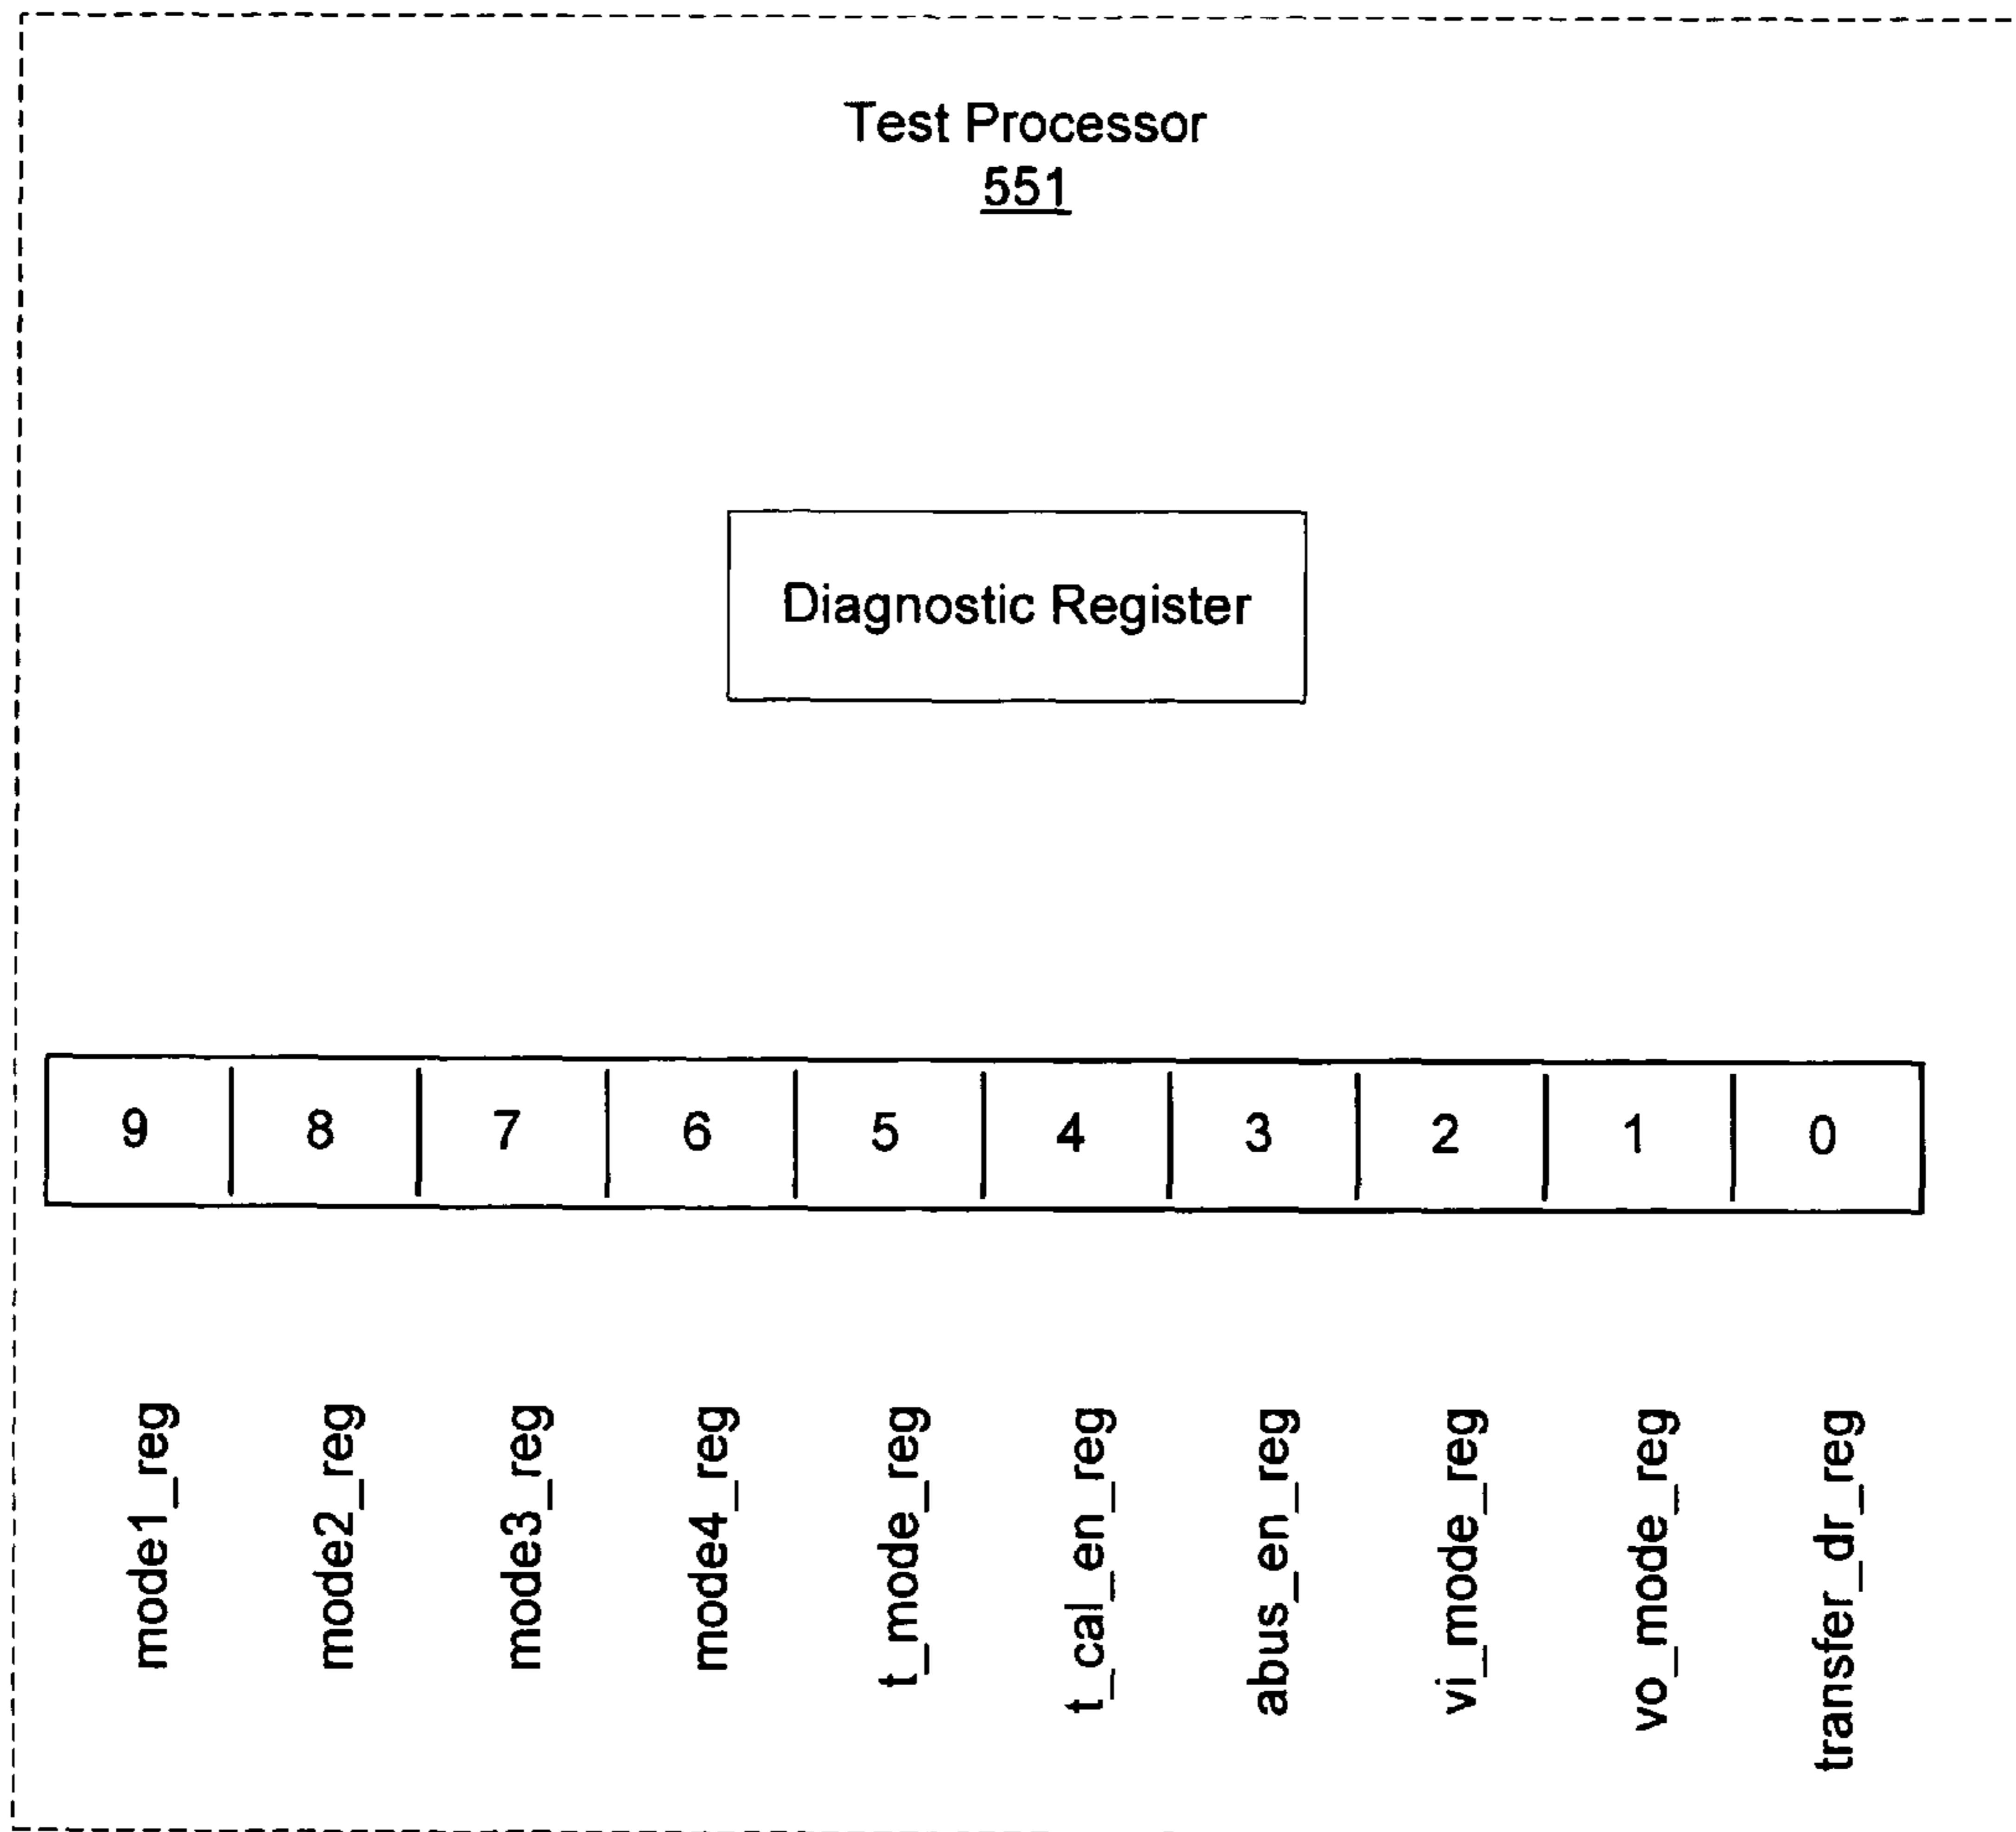 Test Processor
551
Diagnostic Register
9 8 7 6 5 4 3 2 1 0
mode1_reg
mode2_reg
mode3_reg
mode4_reg
t_mode_reg
t_cal_en_reg
abus_en_reg
vi_mode_reg
vo_mode_reg
transfer_dr_reg